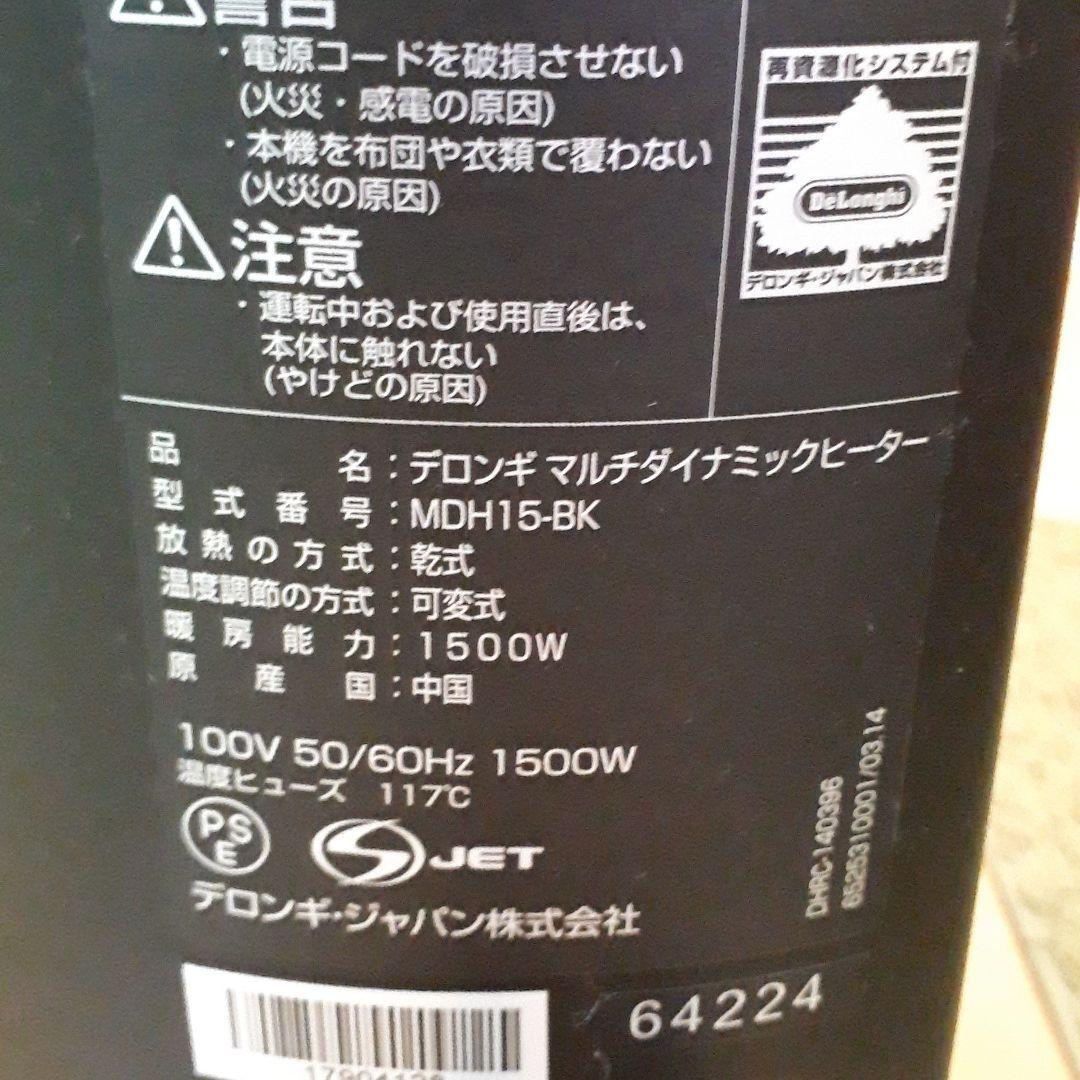 警告
・電源コードを破損させない
(火災・感電の原因)
・本機を布団や衣類で覆わない
(火災の原因)
注意
・運転中および使用直後は、
本体に触れない
(やけどの原因)
再資源化システム付
DeLonghi
デロンギ・ジャパン株式会社
品名：デロンギ マルチダイナミックヒーター
型式番号：MDH15-BK
放熱の方式：乾式
温度調節の方式：可変式
暖房能力：1500W
原産国：中国
100V 50/60Hz 1500W
温度ヒューズ 117℃
PSE
JET
デロンギ・ジャパン株式会社
DHRC-140396
6525310001/03.14
64224